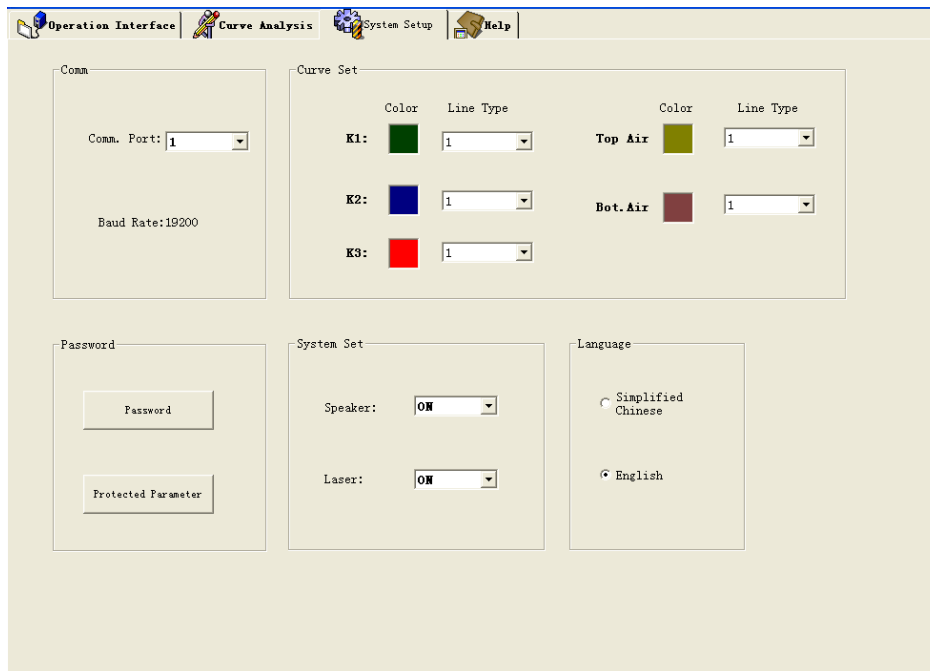 Operation Interface Curve Analysis System Setup Help
Comm
Comm. Port: 1
Baud Rate:19200
Curve Set
Color Line Type Color Line Type
K1: 1 Top Air 1
K2: 1 Bot.Air 1
K3: 1
Password
Password
Protected Parameter
System Set
Speaker: ON
Laser: ON
Language
Simplified
Chinese
English